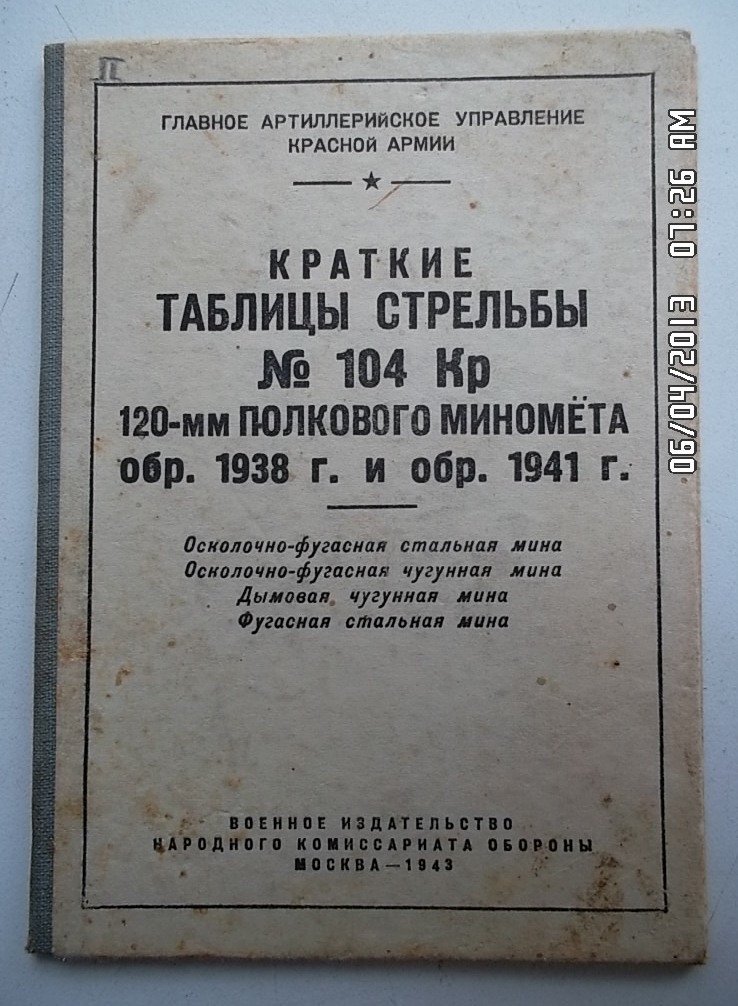 II
ГЛАВНОЕ АРТИЛЛЕРИЙСКОЕ УПРАВЛЕНИЕ
КРАСНОЙ АРМИИ
КРАТКИЕ
ТАБЛИЦЫ СТРЕЛЬБЫ
№ 104 Кр
120-мм ПОЛКОВОГО МИНОМЁТА
обр. 1938 г. и обр. 1941 г.
Осколочно-фугасная стальная мина
Осколочно-фугасная чугунная мина
Дымовая чугунная мина
Фугасная стальная мина
ВОЕННОЕ ИЗДАТЕЛЬСТВО
НАРОДНОГО КОМИССАРИАТА ОБОРОНЫ
МОСКВА — 1943
06/04/2013 07:26 AM